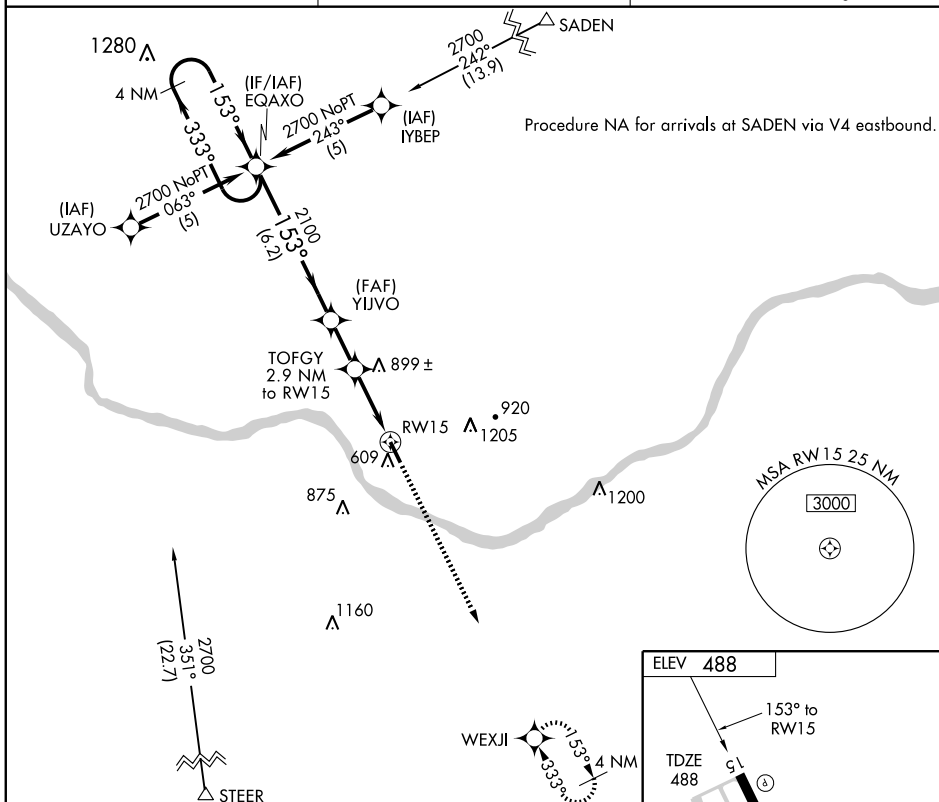 SADEN
2700
242°
(13.9)
1280
4 NM
153°
333°
(IF/IAF)
EQAXO
2700 NoPT
243°
(5)
(IAF)
IYBEP
Procedure NA for arrivals at SADEN via V4 eastbound.
(IAF)
UZAYO
2700 NoPT
063°
(5)
2100
153°
(6.2)
(FAF)
YIJVO
TOFGY
2.9 NM
to RW15
899 ±
RW15
920
1205
609
875
1200
MSA RW15 25 NM
3000
1160
2700
351°
(22.7)
STEER
WEXJI
153°
333°
4 NM
ELEV 488
153° to
RW15
TDZE
488
15